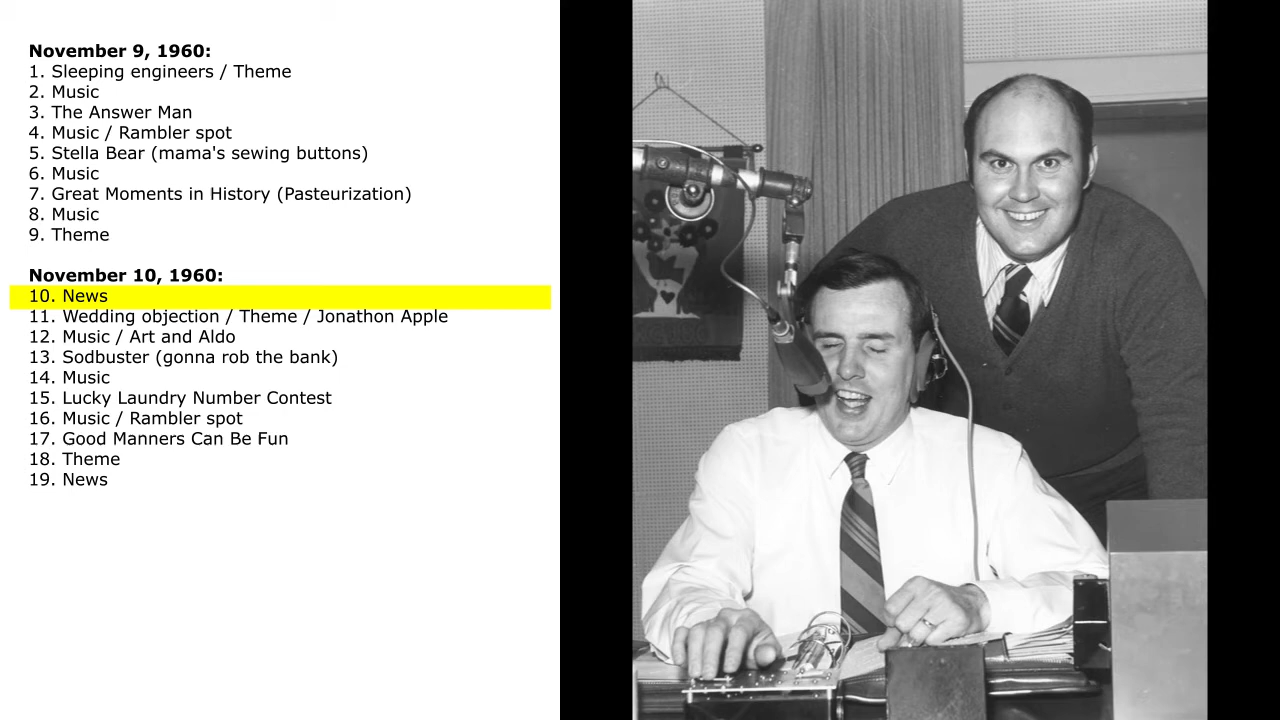 November 9, 1960:
1. Sleeping engineers / Theme
2. Music
3. The Answer Man
4. Music / Rambler spot
5. Stella Bear (mama's sewing buttons)
6. Music
7. Great Moments in History (Pasteurization)
8. Music
9. Theme
November 10, 1960:
10. News
11. Wedding objection / Theme / Jonathon Apple
12. Music / Art and Aldo
13. Sodbuster (gonna rob the bank)
14. Music
15. Lucky Laundry Number Contest
16. Music / Rambler spot
17. Good Manners Can Be Fun
18. Theme
19. News